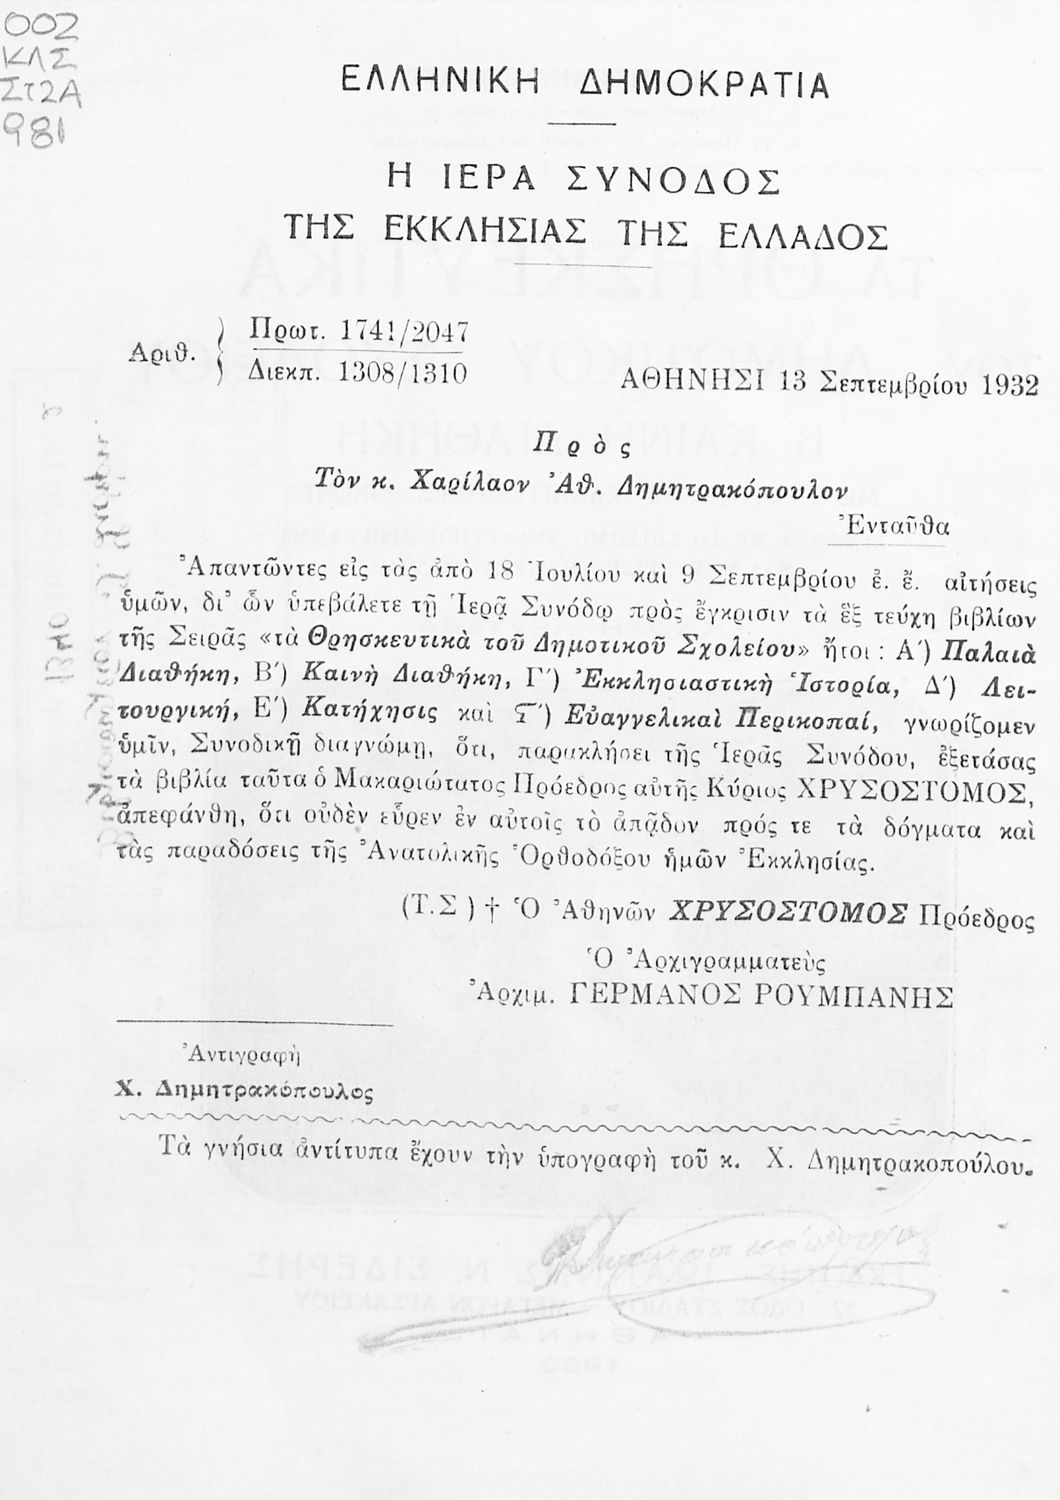 002
ΚΛΣ
ΣΤ2Α
981
ΕΛΛΗΝΙΚΗ ΔΗΜΟΚΡΑΤΙΑ
Η ΙΕΡΑ ΣΥΝΟΔΟΣ
ΤΗΣ ΕΚΚΛΗΣΙΑΣ ΤΗΣ ΕΛΛΑΔΟΣ
Ἀριθ. { Πρωτ. 1741/2047
Διεκπ. 1308/1310
ΑΘΗΝΗΣΙ 13 Σεπτεμβρίου 1932
Πρὸς
Τὸν κ. Χαρίλαον Ἀθ. Δημητρακόπουλον
Ἐνταῦθα
Ἀπαντῶντες εἰς τὰς ἀπὸ 18 Ἰουλίου καὶ 9 Σεπτεμβρίου ἐ. ἔ. αἰτήσεις
ὑμῶν, δι' ὧν ὑπεβάλετε τῇ Ἱερᾷ Συνόδῳ πρὸς ἔγκρισιν τὰ ἓξ τεύχη βιβλίων
τῆς Σειρᾶς «τὰ Θρησκευτικὰ τοῦ Δημοτικοῦ Σχολείου» ἤτοι : Α΄) Παλαιὰ
Διαθήκη, Β΄) Καινὴ Διαθήκη, Γ΄) Ἐκκλησιαστικὴ Ἱστορία, Δ΄) Λει-
τουργική, Ε΄) Κατήχησις καὶ Ϛ΄) Εὐαγγελικαὶ Περικοπαί, γνωρίζομεν
ὑμῖν, Συνοδικῇ διαγνώμῃ, ὅτι, παρακλήσει τῆς Ἱερᾶς Συνόδου, ἐξετάσας
τὰ βιβλία ταῦτα ὁ Μακαριώτατος Πρόεδρος αὐτῆς Κύριος ΧΡΥΣΟΣΤΟΜΟΣ,
ἀπεφάνθη, ὅτι οὐδὲν εὗρεν ἐν αὐτοῖς τὸ ἀπᾷδον πρός τε τὰ δόγματα καὶ
τὰς παραδόσεις τῆς Ἀνατολικῆς Ὀρθοδόξου ἡμῶν Ἐκκλησίας.
(Τ.Σ ) † Ὁ Ἀθηνῶν ΧΡΥΣΟΣΤΟΜΟΣ Πρόεδρος
Ὁ Ἀρχιγραμματεὺς
Ἀρχιμ. ΓΕΡΜΑΝΟΣ ΡΟΥΜΠΑΝΗΣ
Ἀντιγραφὴ
Χ. Δημητρακόπουλος
Τὰ γνήσια ἀντίτυπα ἔχουν τὴν ὑπογραφὴ τοῦ κ. Χ. Δημητρακοπούλου.